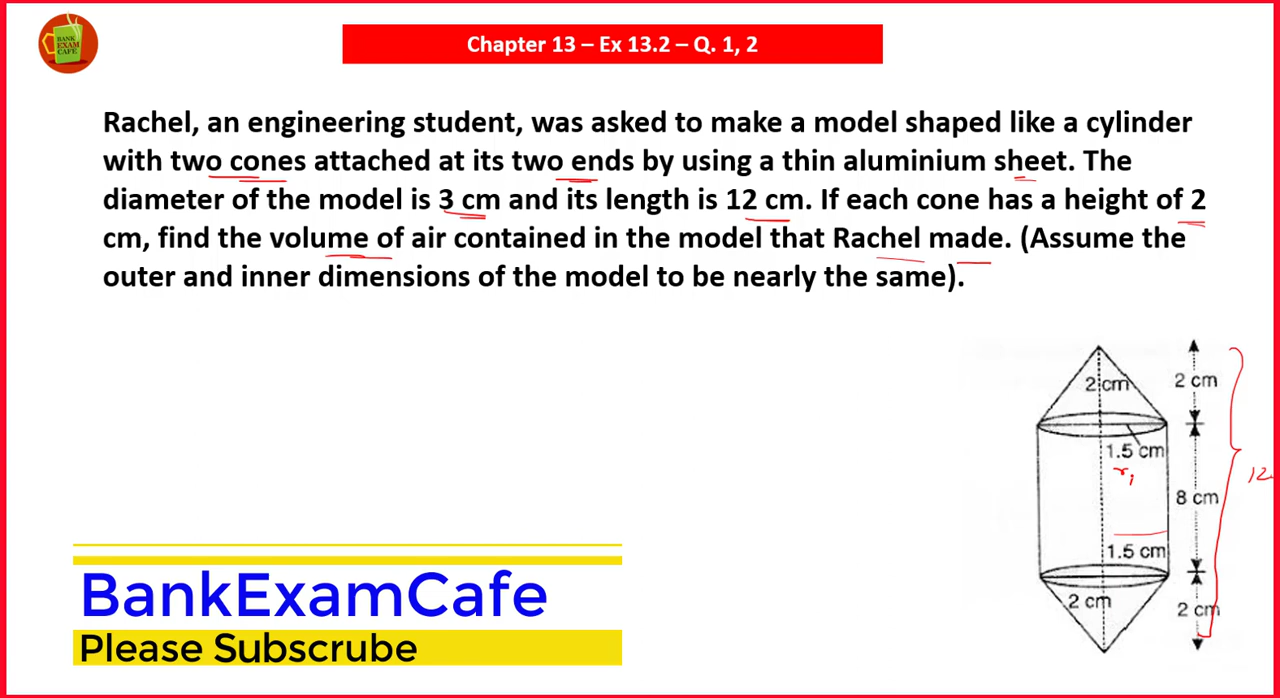 BANK
EXAM
CAFE
Chapter 13 – Ex 13.2 – Q. 1, 2
Rachel, an engineering student, was asked to make a model shaped like a cylinder
with two cones attached at its two ends by using a thin aluminium sheet. The
diameter of the model is 3 cm and its length is 12 cm. If each cone has a height of 2
cm, find the volume of air contained in the model that Rachel made. (Assume the
outer and inner dimensions of the model to be nearly the same).
2 cm
2 cm
1.5 cm
r₁
12
8 cm
1.5 cm
2 cm
2 cm
BankExamCafe
Please Subscrube